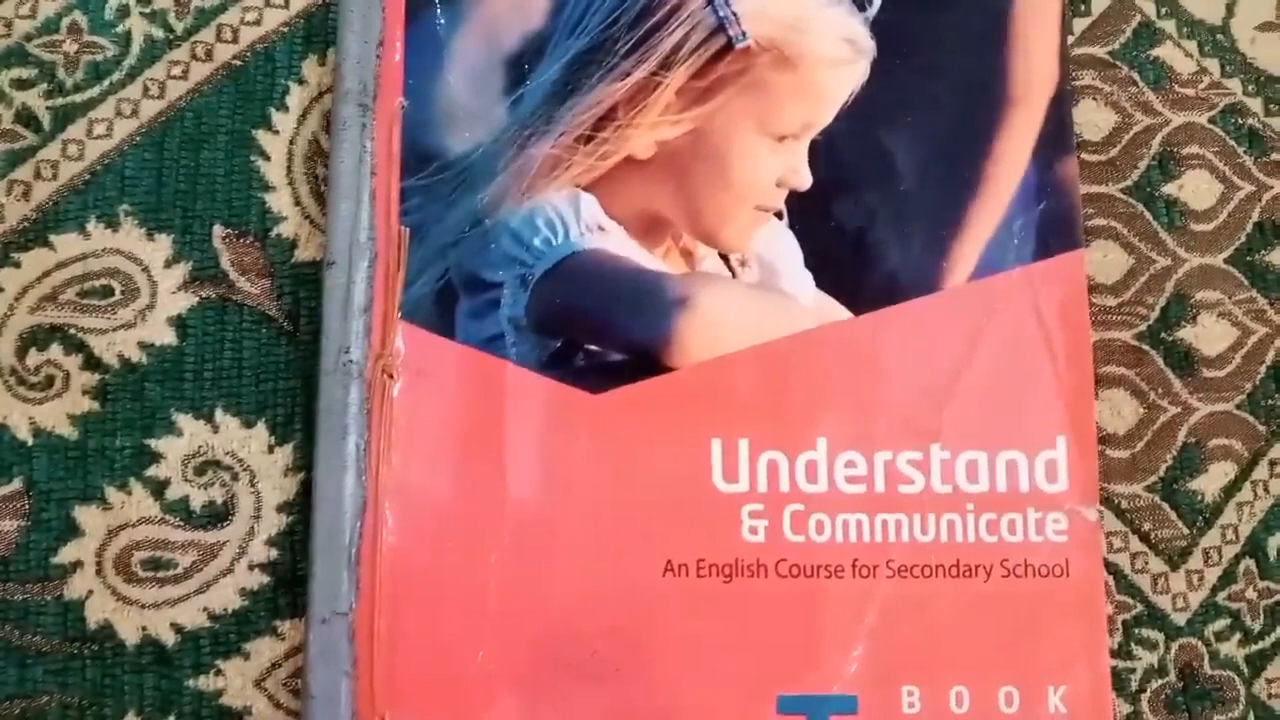 Understand
& Communicate
An English Course for Secondary School
BOOK